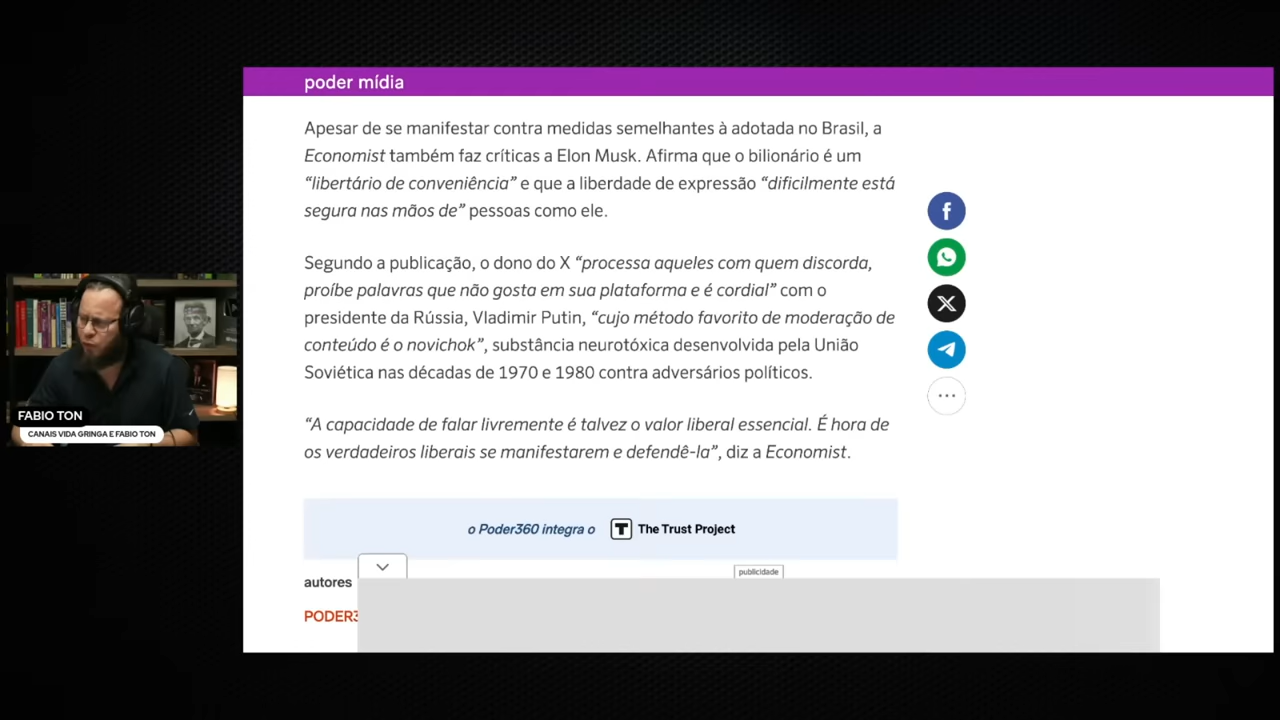 poder mídia
Apesar de se manifestar contra medidas semelhantes à adotada no Brasil, a
Economist também faz críticas a Elon Musk. Afirma que o bilionário é um
“libertário de conveniência” e que a liberdade de expressão “dificilmente está
segura nas mãos de” pessoas como ele.
Segundo a publicação, o dono do X “processa aqueles com quem discorda,
proíbe palavras que não gosta em sua plataforma e é cordial” com o
presidente da Rússia, Vladimir Putin, “cujo método favorito de moderação de
conteúdo é o novichok”, substância neurotóxica desenvolvida pela União
Soviética nas décadas de 1970 e 1980 contra adversários políticos.
“A capacidade de falar livremente é talvez o valor liberal essencial. É hora de
os verdadeiros liberais se manifestarem e defendê-la”, diz a Economist.
o Poder360 integra o T The Trust Project
publicidade
autores
PODER3
FABIO TON
CANAIS VIDA GRINGA E FABIO TON